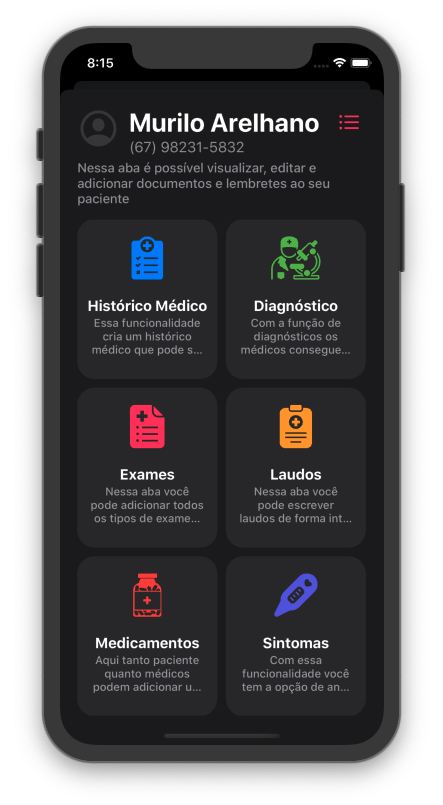 8:15
Murilo Arelhano
(67) 98231-5832
Nessa aba é possível visualizar, editar e
adicionar documentos e lembretes ao seu
paciente
Histórico Médico
Essa funcionalidade
cria um histórico
médico que pode s...
Diagnóstico
Com a função de
diagnósticos os
médicos consegue...
Exames
Nessa aba você
pode adicionar todos
os tipos de exame...
Laudos
Nessa aba você
pode escrever
laudos de forma int...
Medicamentos
Aqui tanto paciente
quanto médicos
podem adicionar u...
Sintomas
Com essa
funcionalidade você
tem a opção de an...